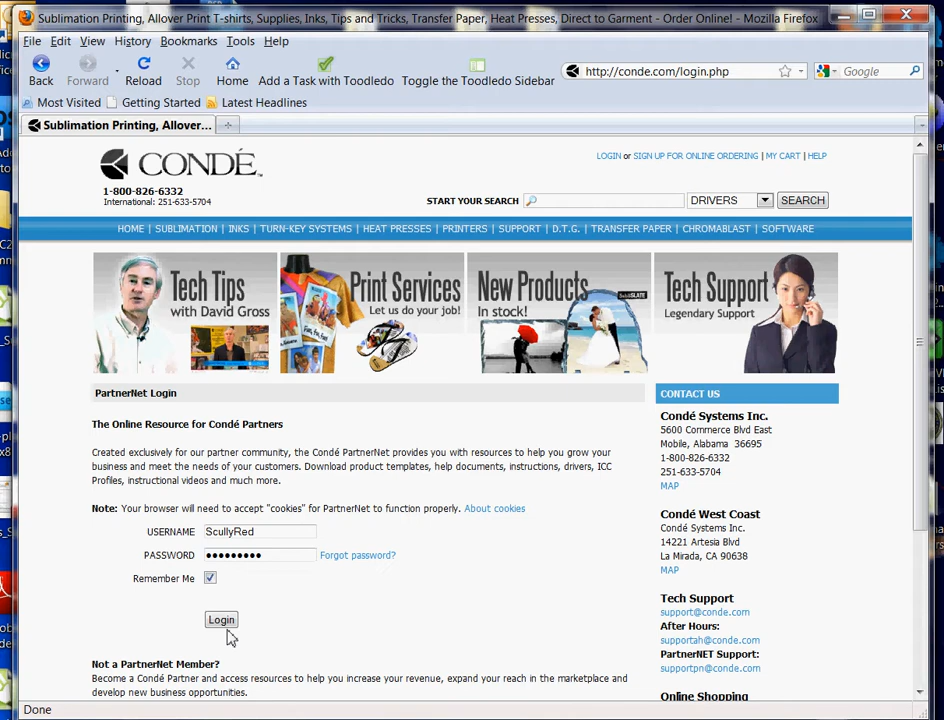 Sublimation Printing, Allover Print T-shirts, Supplies, Inks, Tips and Tricks, Transfer Paper, Heat Presses, Direct to Garment - Order Online! - Mozilla Firefox
File Edit View History Bookmarks Tools Help
Back Forward Reload Stop Home Add a Task with Toodledo Toggle the Toodledo Sidebar http://conde.com/login.php Google
Most Visited Getting Started Latest Headlines
Sublimation Printing, Allover...
CONDÉ
LOGIN or SIGN UP FOR ONLINE ORDERING | MY CART | HELP
1-800-826-6332
International: 251-633-5704
START YOUR SEARCH DRIVERS SEARCH
HOME | SUBLIMATION | INKS | TURN-KEY SYSTEMS | HEAT PRESSES | PRINTERS | SUPPORT | D.T.G. | TRANSFER PAPER | CHROMABLAST | SOFTWARE
Tech Tips
with David Gross
Print Services
Let us do your job!
New Products
In stock!
Tech Support
Legendary Support
PartnerNet Login
The Online Resource for Condé Partners
Created exclusively for our partner community, the Condé PartnerNet provides you with resources to help you grow your
business and meet the needs of your customers. Download product templates, help documents, instructions, drivers, ICC
Profiles, instructional videos and much more.
Note: Your browser will need to accept "cookies" for PartnerNet to function properly. About cookies
USERNAME ScullyRed
PASSWORD ••••••••• Forgot password?
Remember Me
Login
Not a PartnerNet Member?
Become a Condé Partner and access resources to help you increase your revenue, expand your reach in the marketplace and
develop new business opportunities.
CONTACT US
Condé Systems Inc.
5600 Commerce Blvd East
Mobile, Alabama 36695
1-800-826-6332
251-633-5704
MAP
Condé West Coast
Condé Systems Inc.
14221 Artesia Blvd
La Mirada, CA 90638
MAP
Tech Support
support@conde.com
After Hours:
supportah@conde.com
PartnerNET Support:
supportpn@conde.com
Online Shopping
Done